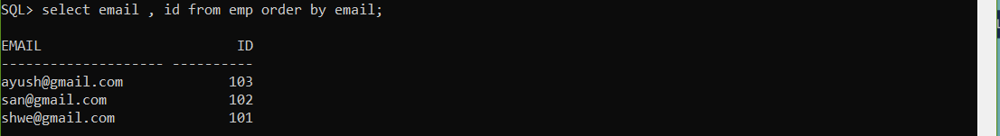 SQL> select email , id from emp order by email;
EMAIL                        ID
-------------------- ----------
ayush@gmail.com             103
san@gmail.com               102
shwe@gmail.com              101